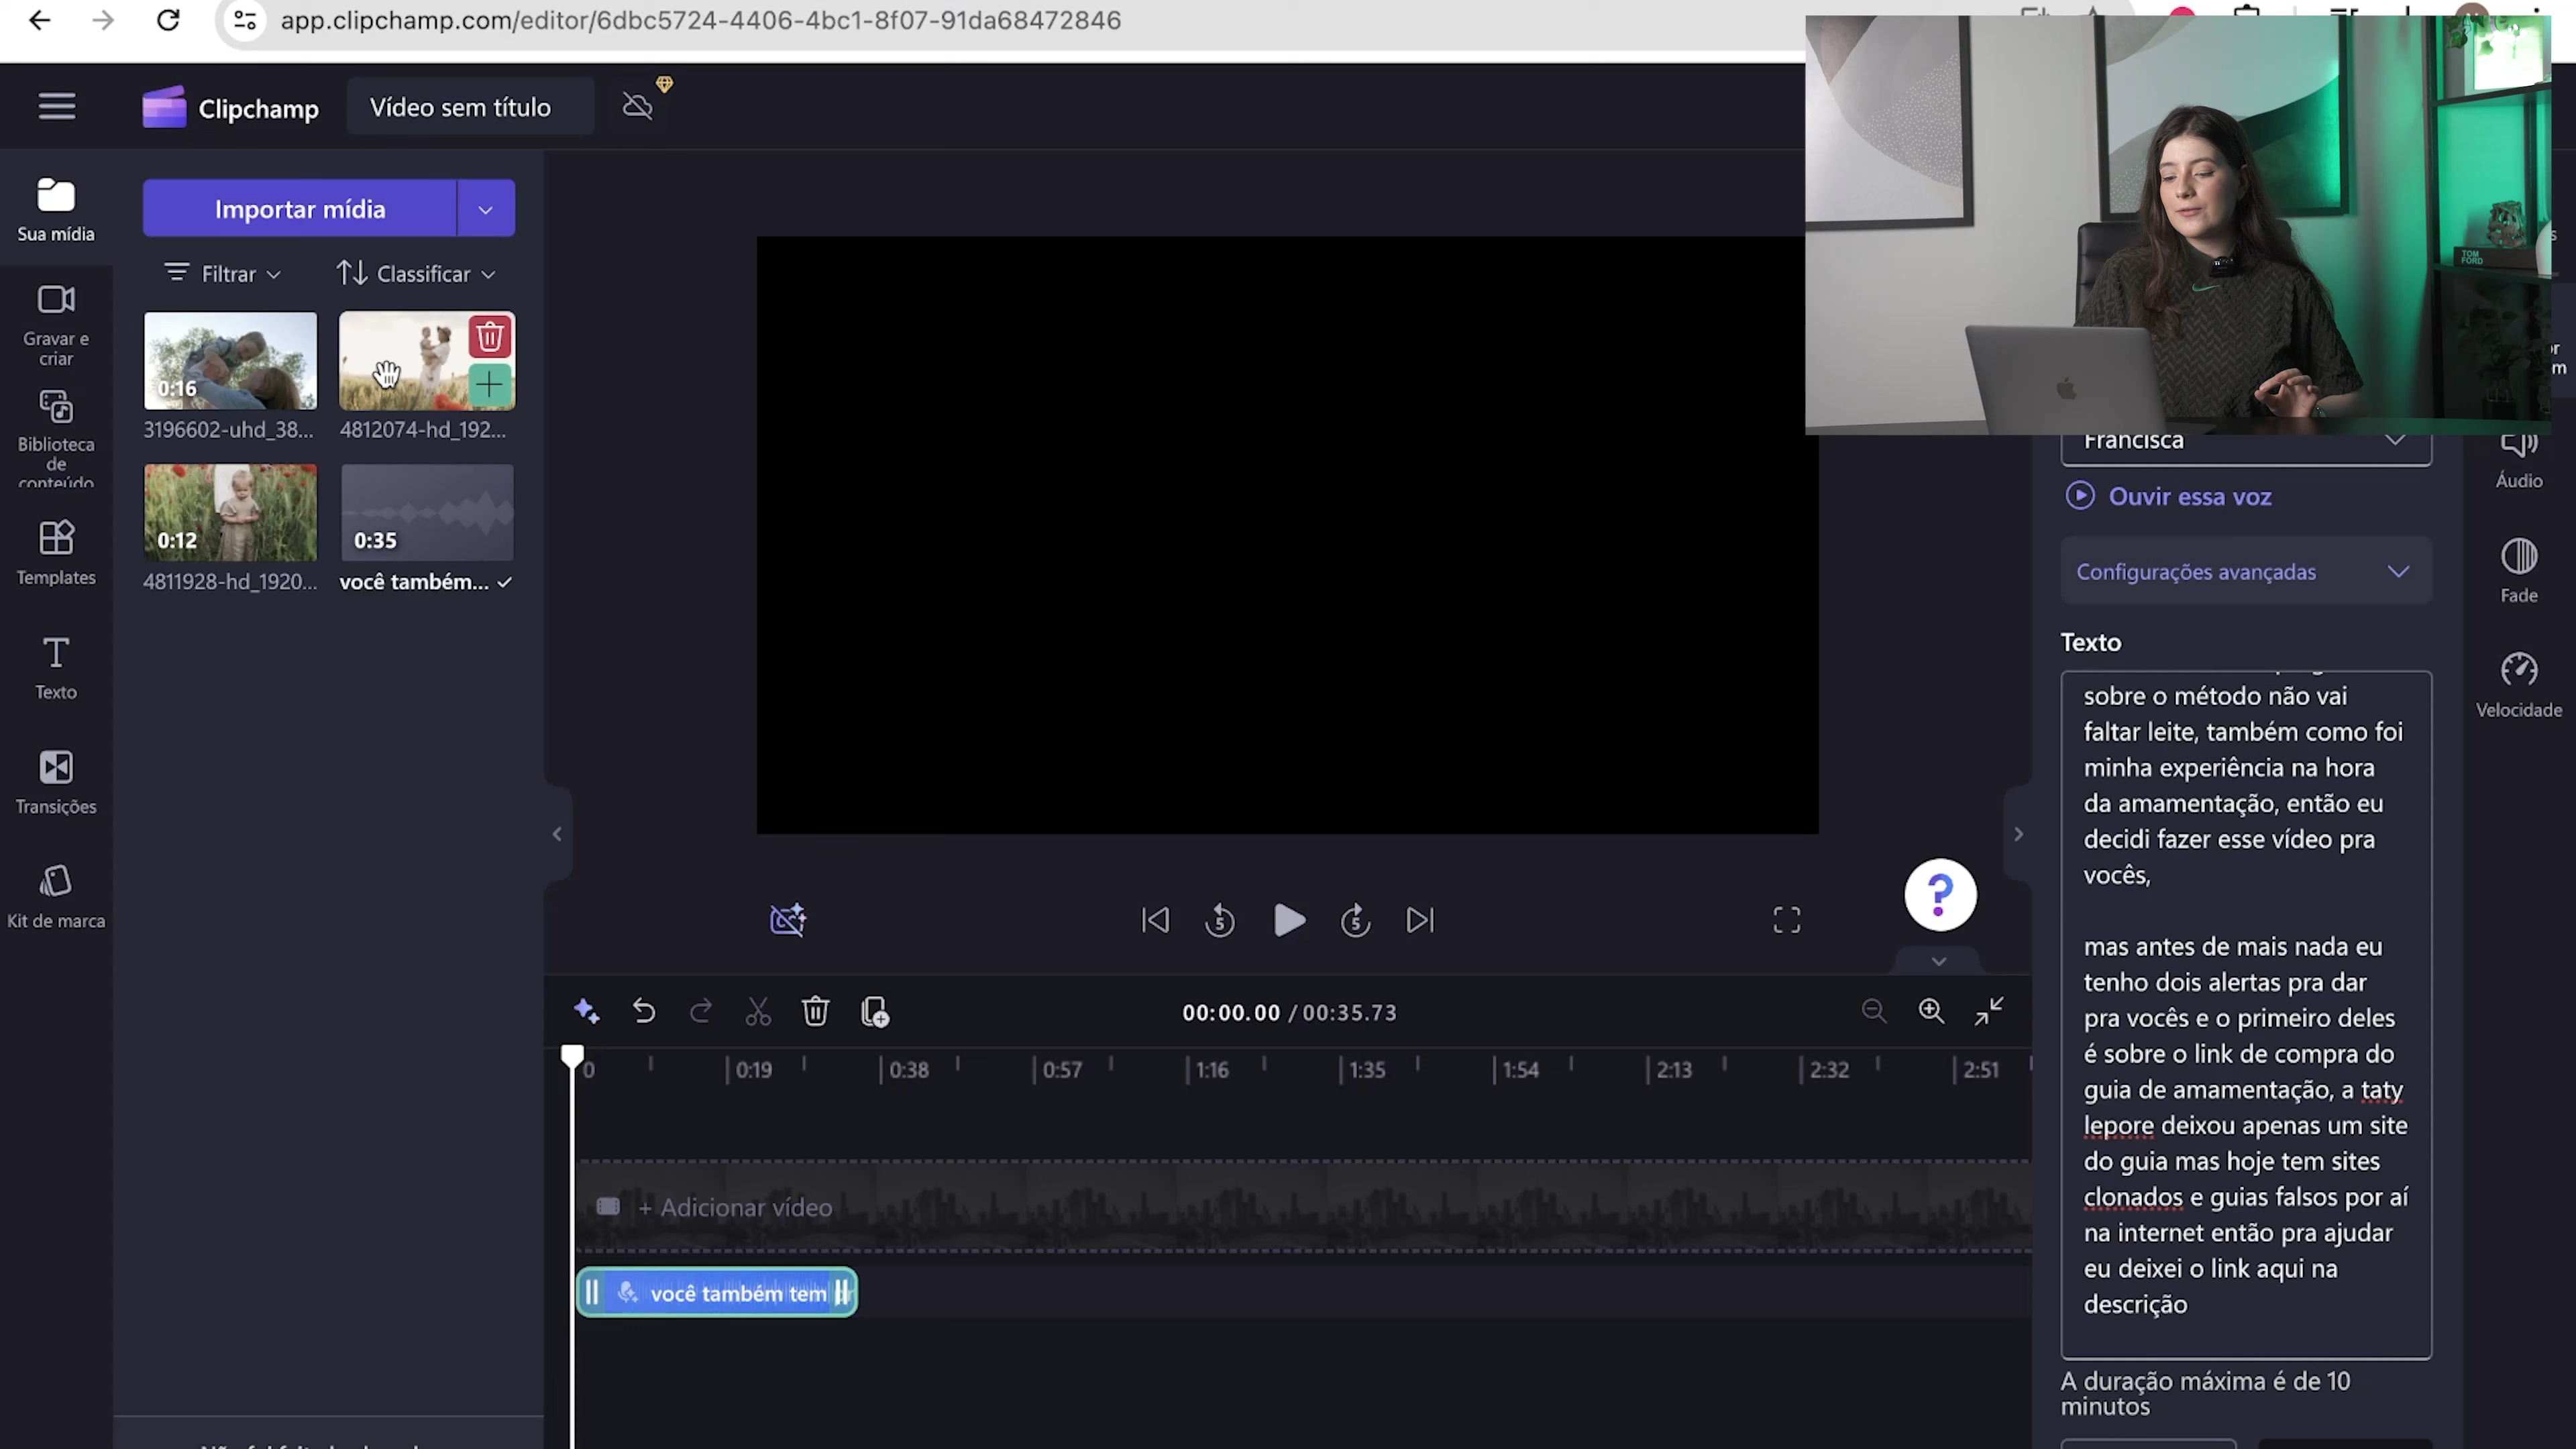 app.clipchamp.com/editor/6dbc5724-4406-4bc1-8f07-91da68472846
Clipchamp
Vídeo sem título
Sua mídia
Gravar e
criar
Biblioteca
de
conteúdo
Templates
Texto
Transições
Kit de marca
Importar mídia
Filtrar
Classificar
0:16
3196602-uhd_38...
4812074-hd_192...
0:12
0:35
4811928-hd_1920...
você também...
TOM
FORD
Francisca
Ouvir essa voz
Configurações avançadas
Texto
sobre o método não vai
faltar leite, também como foi
minha experiência na hora
da amamentação, então eu
decidi fazer esse vídeo pra
vocês,
mas antes de mais nada eu
tenho dois alertas pra dar
pra vocês e o primeiro deles
é sobre o link de compra do
guia de amamentação, a taty
lepore deixou apenas um site
do guia mas hoje tem sites
clonados e guias falsos por aí
na internet então pra ajudar
eu deixei o link aqui na
descrição
A duração máxima é de 10
minutos
Áudio
Fade
Velocidade
5
5
?
00:00.00 / 00:35.73
0
0:19
0:38
0:57
1:16
1:35
1:54
2:13
2:32
2:51
+ Adicionar vídeo
você também tem